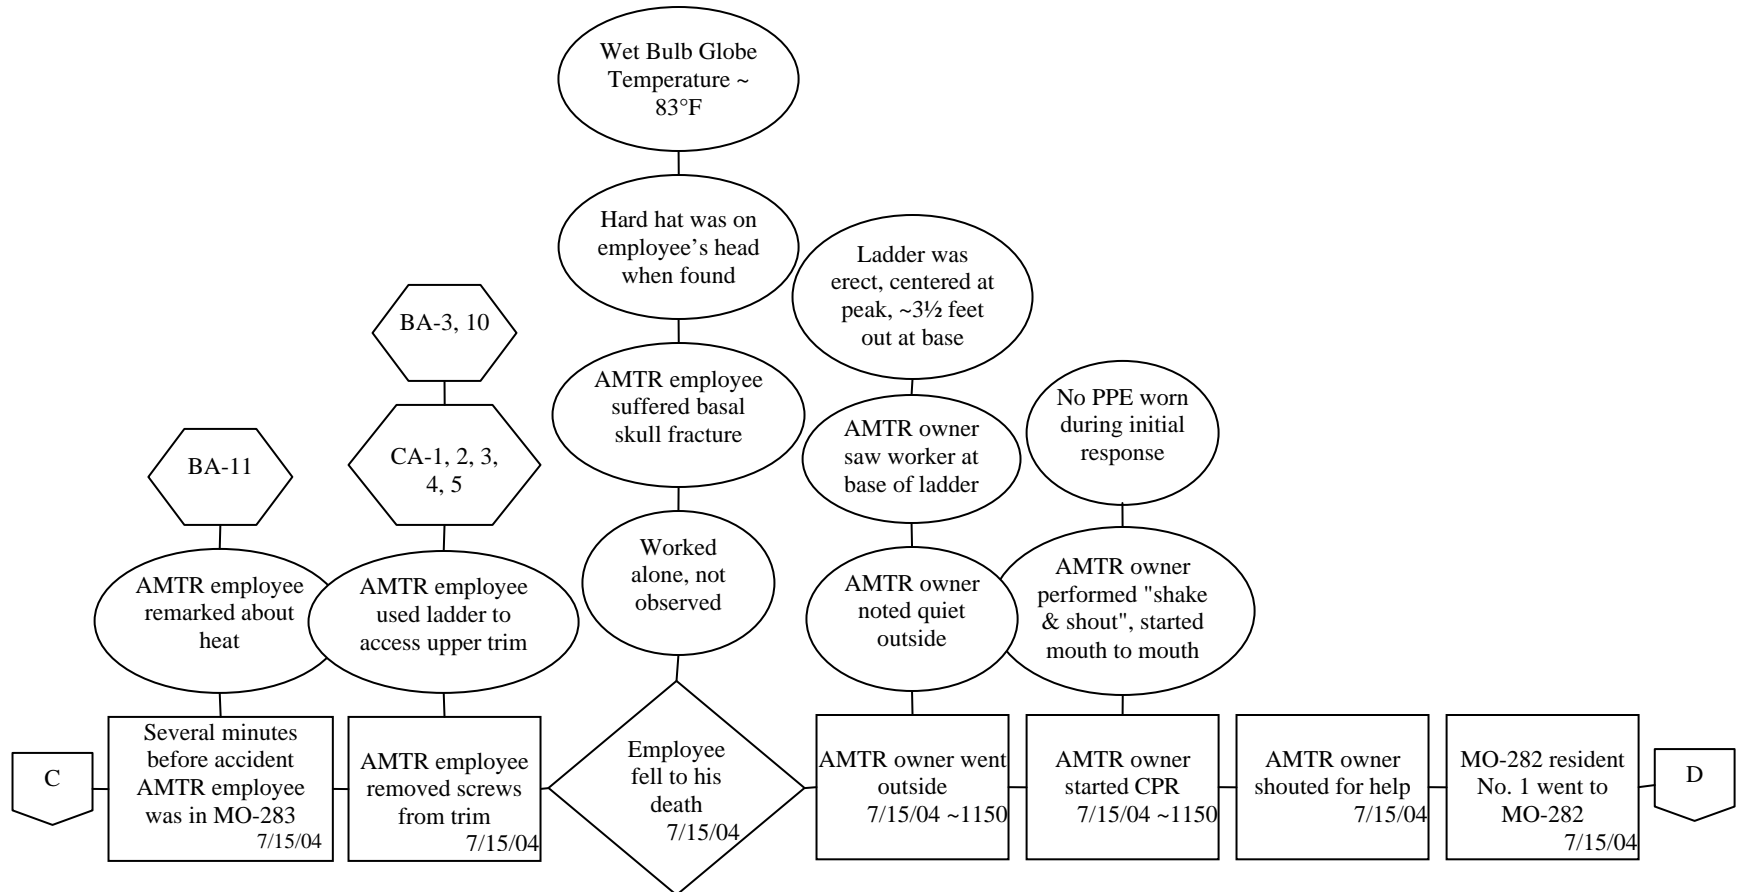 Wet Bulb Globe
Temperature ~
83°F
Hard hat was on
employee’s head
when found
Ladder was
erect, centered at
peak, ~3½ feet
out at base
BA-3, 10
AMTR employee
suffered basal
skull fracture
No PPE worn
during initial
response
BA-11
CA-1, 2, 3,
4, 5
AMTR owner
saw worker at
base of ladder
Worked
alone, not
observed
AMTR employee
remarked about
heat
AMTR employee
used ladder to
access upper trim
AMTR owner
noted quiet
outside
AMTR owner
performed "shake
& shout", started
mouth to mouth
C
Several minutes
before accident
AMTR employee
was in MO-283
7/15/04
AMTR employee
removed screws
from trim
7/15/04
Employee
fell to his
death
7/15/04
AMTR owner went
outside
7/15/04 ~1150
AMTR owner
started CPR
7/15/04 ~1150
AMTR owner
shouted for help
7/15/04
MO-282 resident
No. 1 went to
MO-282
7/15/04
D